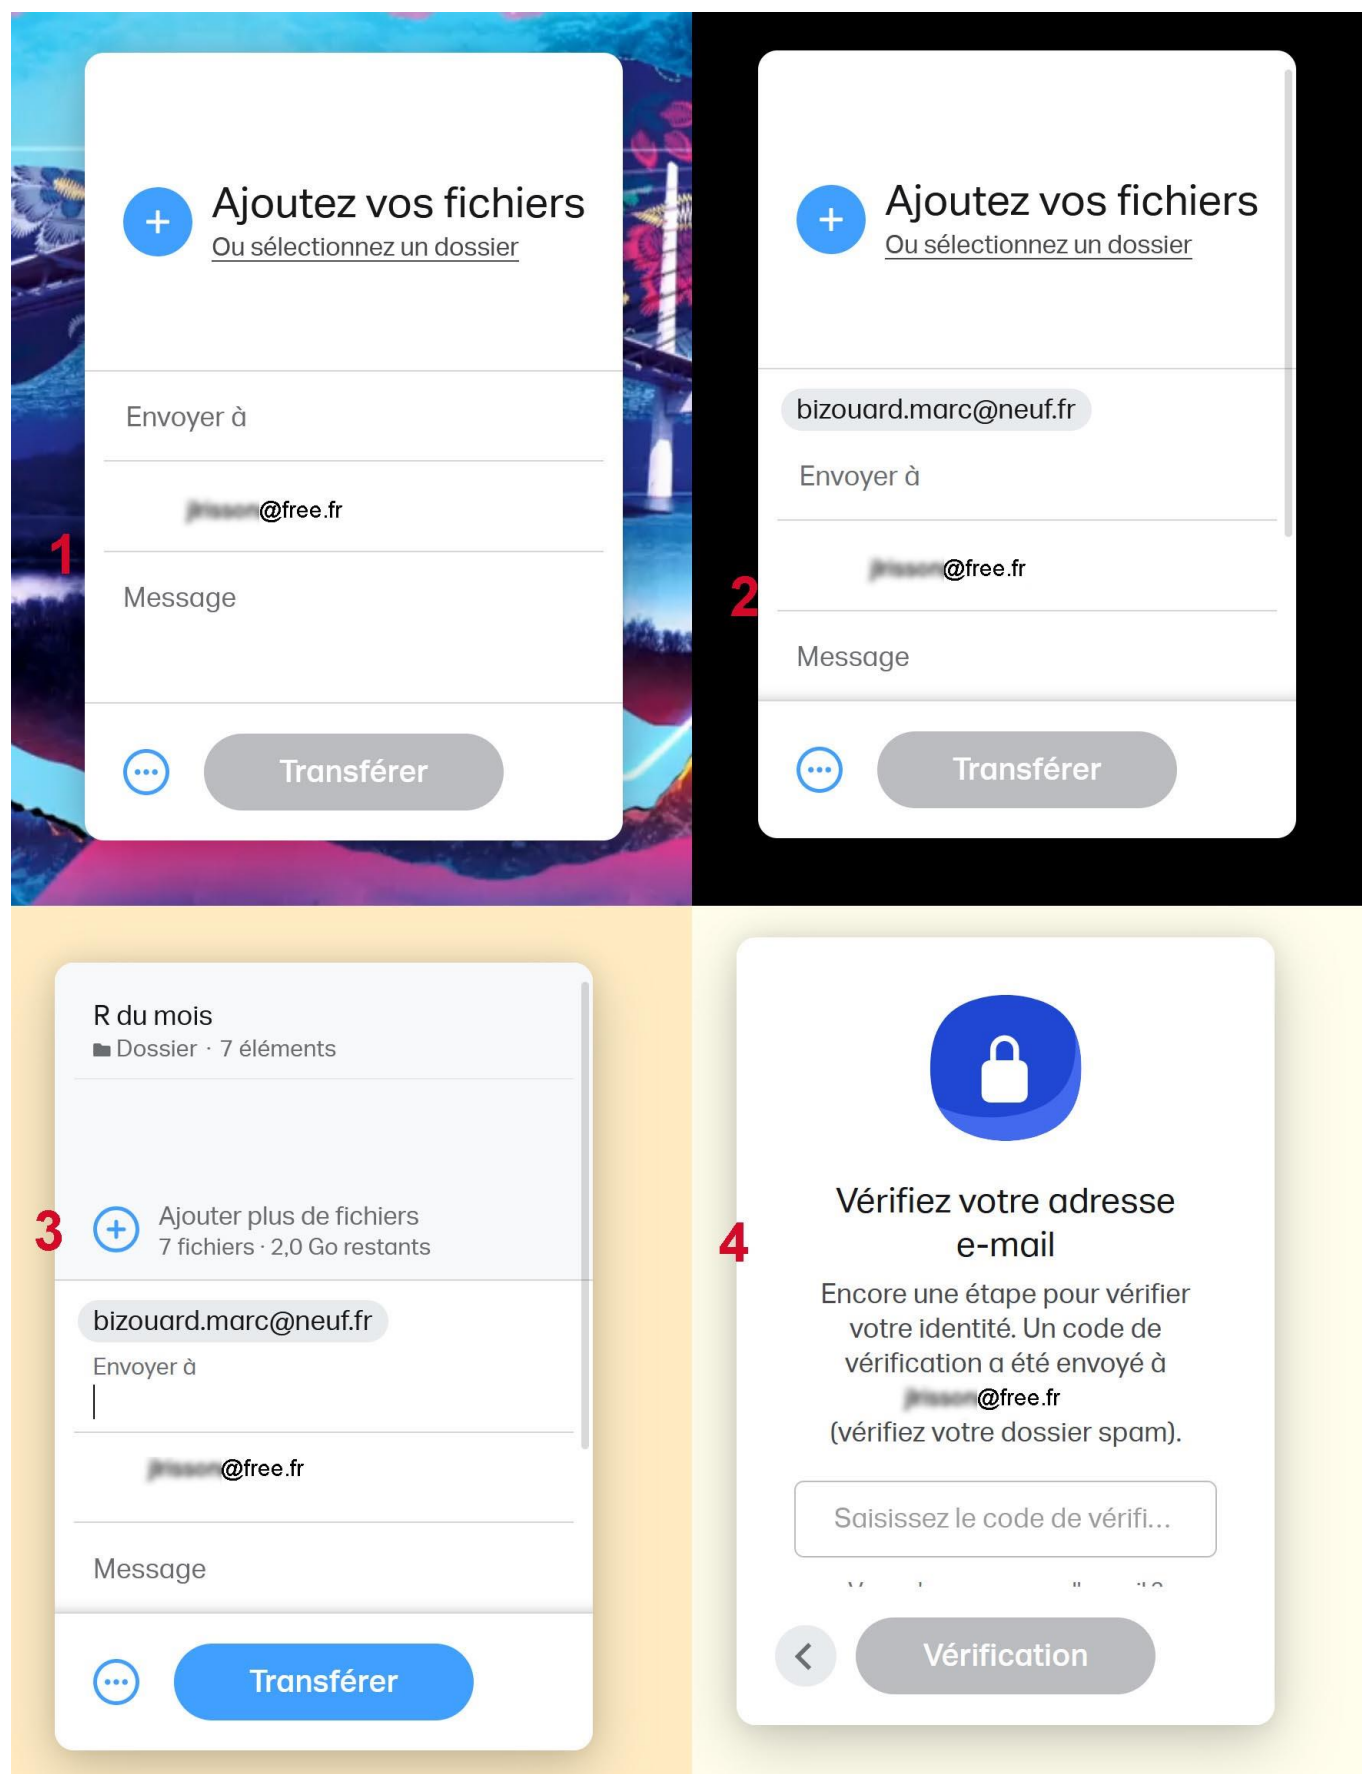 Ajoutez vos fichiers
Ou sélectionnez un dossier
Envoyer à
@free.fr
1
Message
Transférer
Ajoutez vos fichiers
Ou sélectionnez un dossier
bizouard.marc@neuf.fr
Envoyer à
@free.fr
2
Message
Transférer
R du mois
Dossier · 7 éléments
3
Ajouter plus de fichiers
7 fichiers · 2,0 Go restants
bizouard.marc@neuf.fr
Envoyer à
@free.fr
Message
Transférer
4
Vérifiez votre adresse
e-mail
Encore une étape pour vérifier
votre identité. Un code de
vérification a été envoyé à
@free.fr
(vérifiez votre dossier spam).
Saisissez le code de vérifi...
Vérification